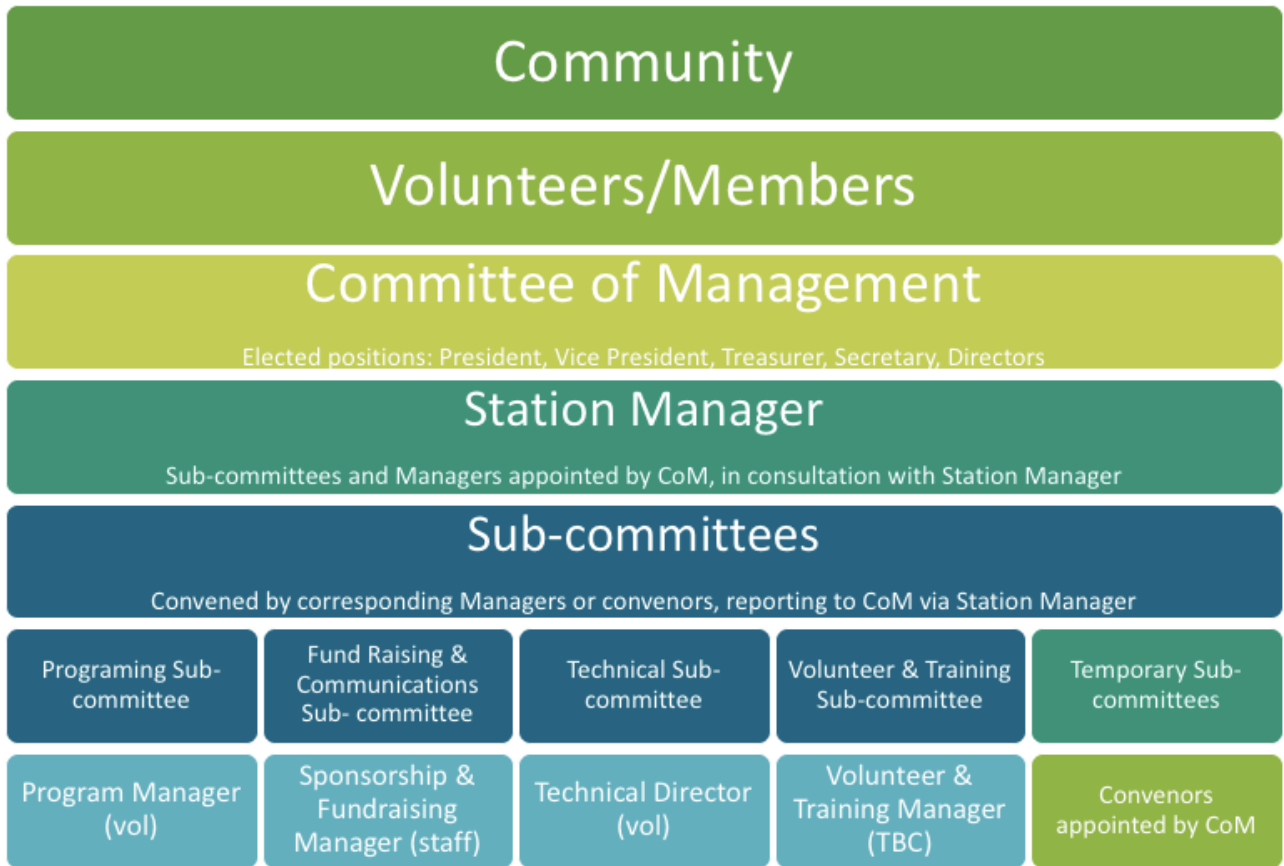 Community
Volunteers/Members
Committee of Management
Elected positions: President, Vice President, Treasurer, Secretary, Directors
Station Manager
Sub-committees and Managers appointed by CoM, in consultation with Station Manager
Sub-committees
Convened by corresponding Managers or convenors, reporting to CoM via Station Manager
Programing Sub-
committee
Fund Raising &
Communications
Sub- committee
Technical Sub-
committee
Volunteer & Training
Sub-committee
Temporary Sub-
committees
Program Manager
(vol)
Sponsorship &
Fundraising
Manager (staff)
Technical Director
(vol)
Volunteer &
Training Manager
(TBC)
Convenors
appointed by CoM